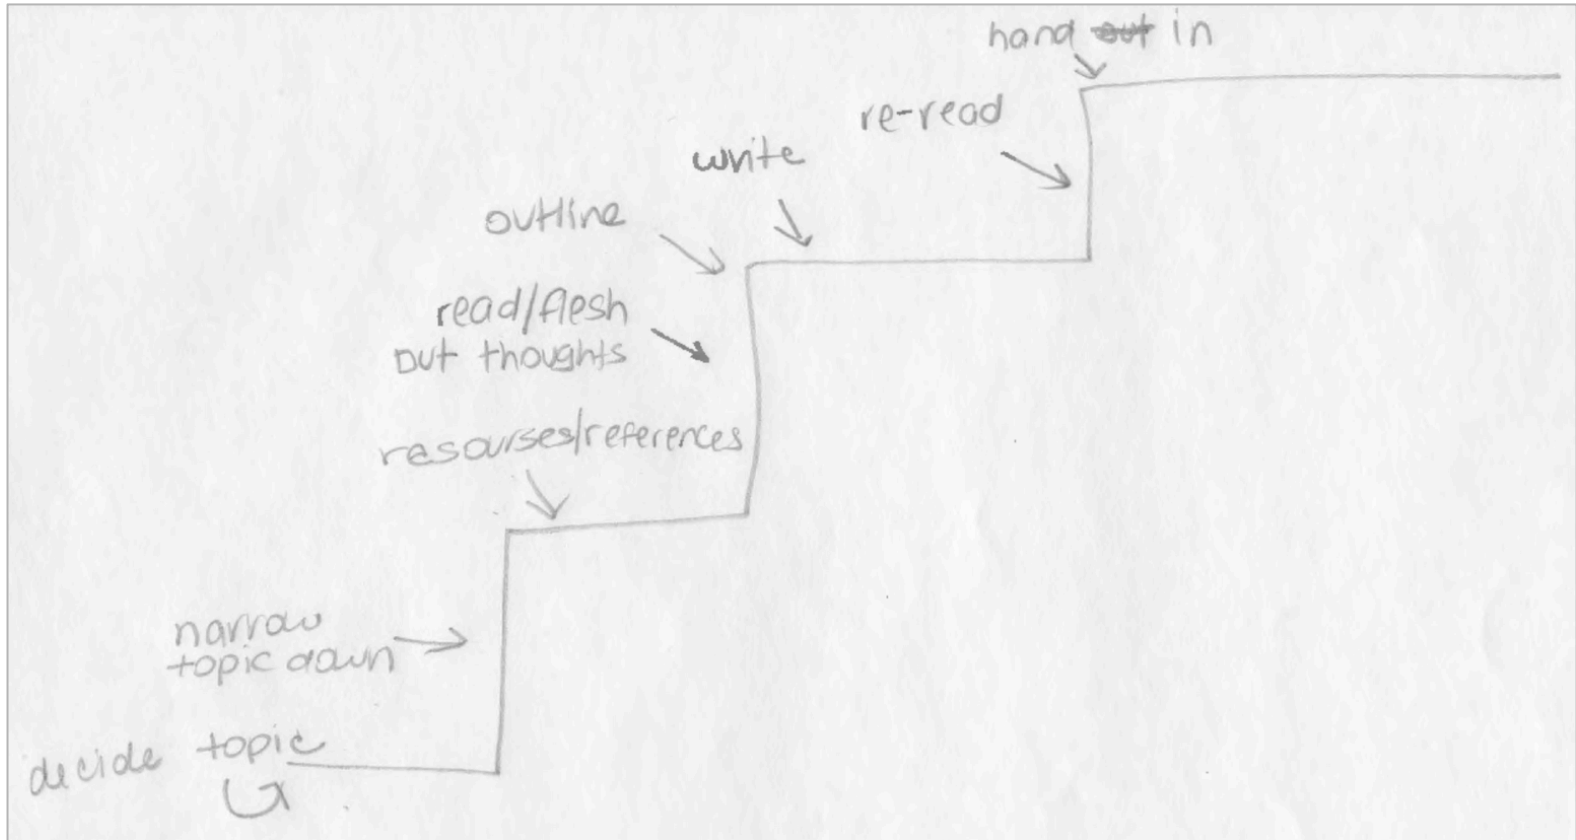 hand out in
re-read
write
outline
read/flesh
out thoughts
resourses/references
narrow
topic down
decide topic